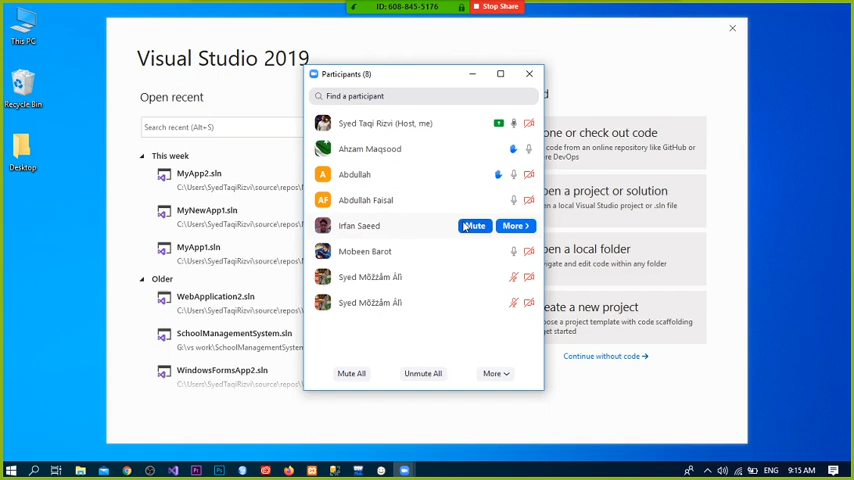 ID: 608-845-5176
Stop Share
This PC
Recycle Bin
Desktop
Visual Studio 2019
Open recent
Search recent (Alt+S)
This week
MyApp2.sln
C:\Users\SyedTaqiRizvi\source\repos\
MyNewApp1.sln
C:\Users\SyedTaqiRizvi\source\repos\
MyApp1.sln
C:\Users\SyedTaqiRizvi\source\repos\
Older
WebApplication2.sln
C:\Users\SyedTaqiRizvi\source\repos\
SchoolManagementSystem.sln
G:\vs work\SchoolManagementSystem
WindowsFormsApp2.sln
C:\Users\SyedTaqiRizvi\source\repos\
Participants (8)
Find a participant
Syed Taqi Rizvi (Host, me)
Ahzam Maqsood
A
Abdullah
AF
Abdullah Faisal
Irfan Saeed
Mute
More
Mobeen Barot
Syed Mõžžâm Ãlì
Syed Mõžžâm Ãlì
Mute All
Unmute All
More
d
one or check out code
code from an online repository like GitHub or
ure DevOps
en a project or solution
en a local Visual Studio project or .sln file
en a local folder
vigate and edit code within any folder
eate a new project
oose a project template with code scaffolding
get started
Continue without code
ENG
9:15 AM